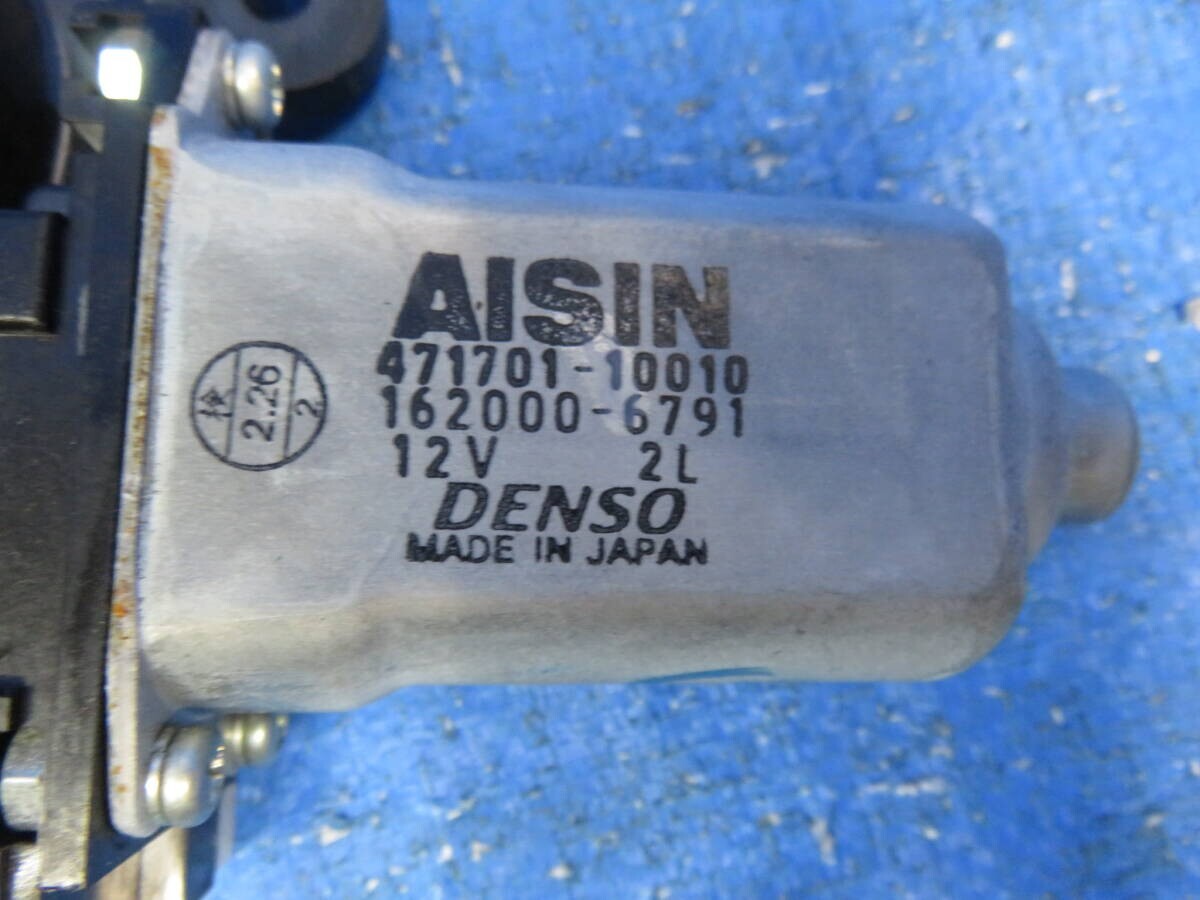 AISIN
471701-10010
162000-6791
12V 2L
DENSO
MADE IN JAPAN
検
2.26
2